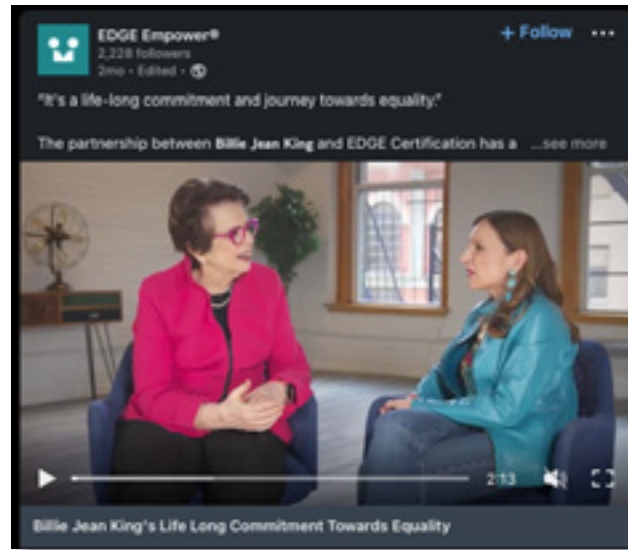 EDGE Empower®
+ Follow
2,228 followers
2mo • Edited •
"It's a life-long commitment and journey towards equality."
The partnership between Billie Jean King and EDGE Certification has a ...see more
2:13
Billie Jean King's Life Long Commitment Towards Equality